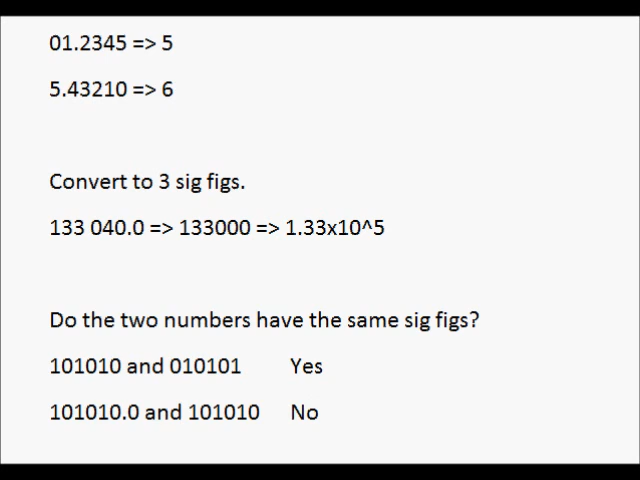 01.2345 => 5
5.43210 => 6
Convert to 3 sig figs.
133 040.0 => 133000 => 1.33x10^5
Do the two numbers have the same sig figs?
101010 and 010101 Yes
101010.0 and 101010 No